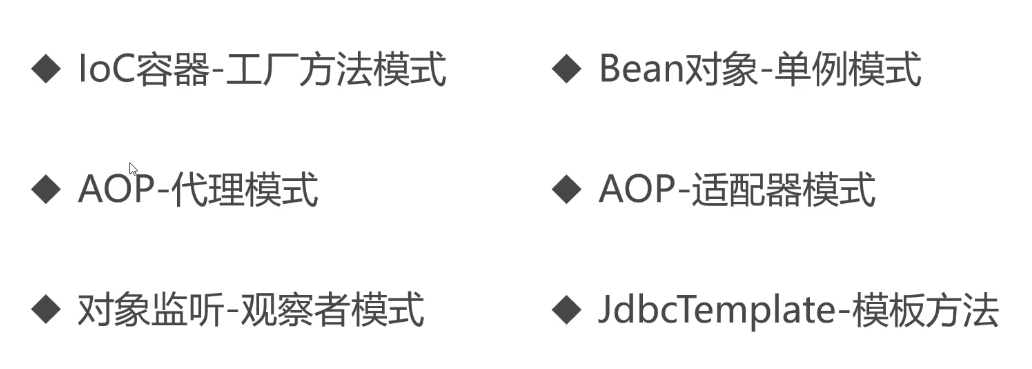 ◆ IoC容器-工厂方法模式
◆ Bean对象-单例模式
◆ AOP-代理模式
◆ AOP-适配器模式
◆ 对象监听-观察者模式
◆ JdbcTemplate-模板方法